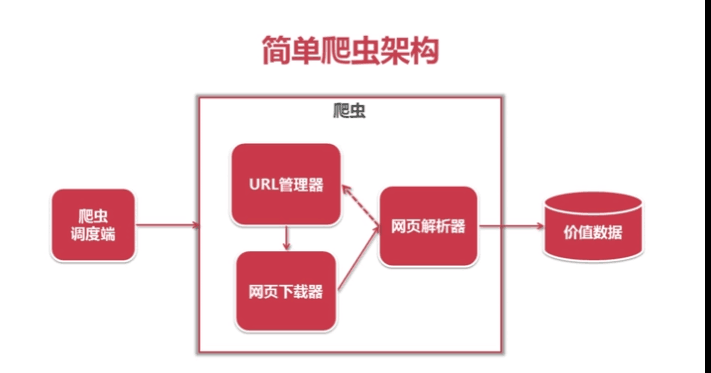 简单爬虫架构
爬虫
URL管理器
爬虫
调度端
网页解析器
价值数据
网页下载器